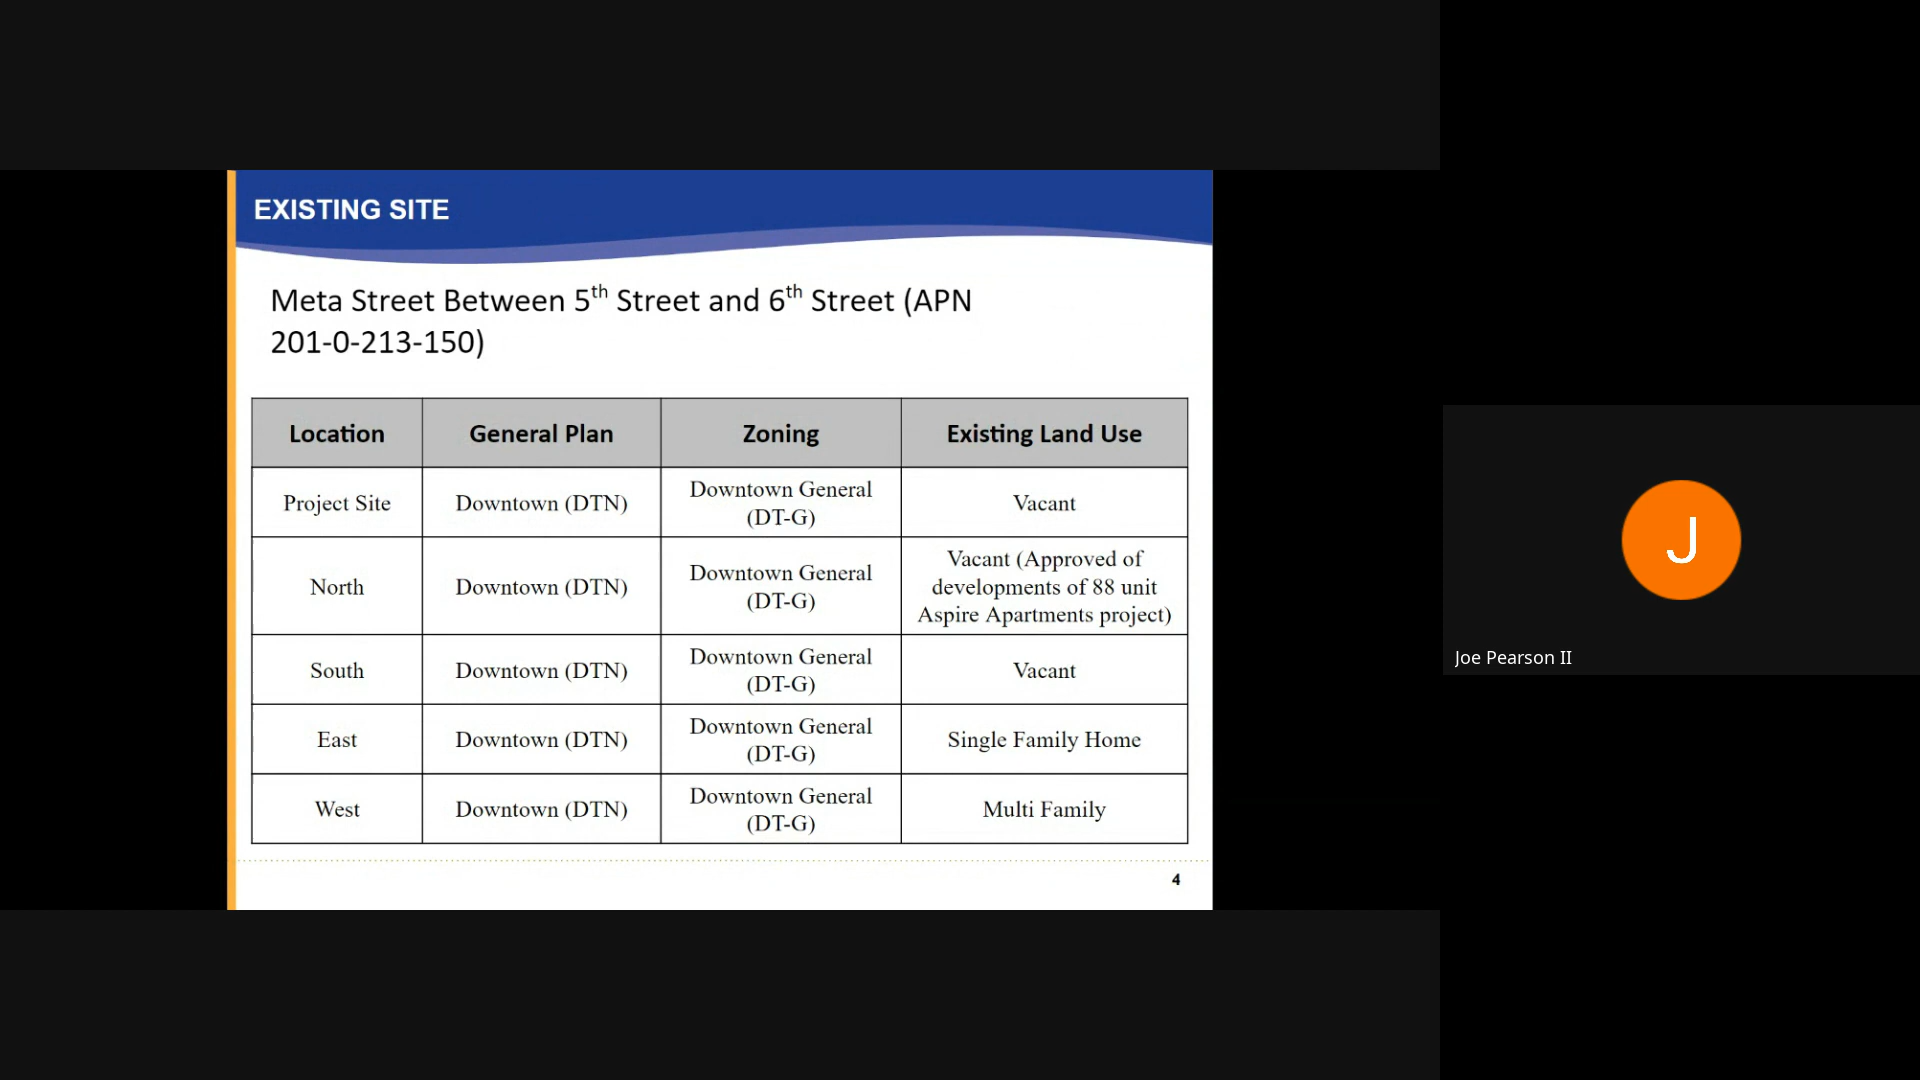 EXISTING SITE
Meta Street Between 5th Street and 6th Street (APN
201-0-213-150)
Location General Plan Zoning Existing Land Use
Project Site Downtown (DTN) Downtown General
(DT-G) Vacant
North Downtown (DTN) Downtown General
(DT-G) Vacant (Approved of
developments of 88 unit
Aspire Apartments project)
South Downtown (DTN) Downtown General
(DT-G) Vacant
East Downtown (DTN) Downtown General
(DT-G) Single Family Home
West Downtown (DTN) Downtown General
(DT-G) Multi Family
4
J
Joe Pearson II